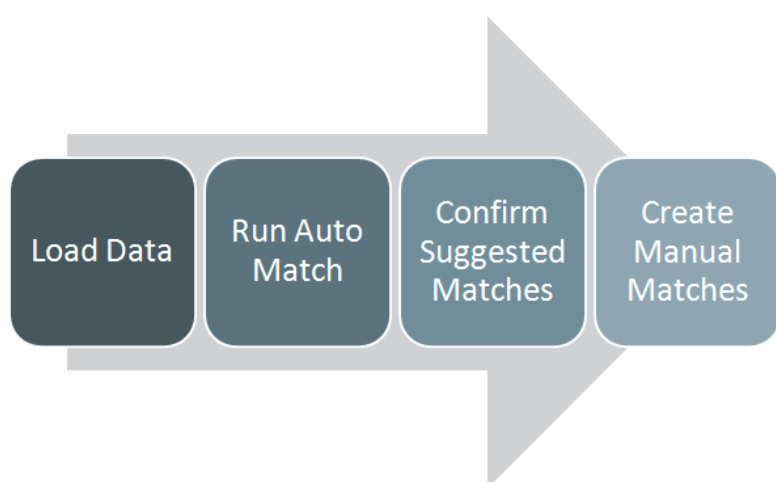 Load Data
Run Auto
Match
Confirm
Suggested
Matches
Create
Manual
Matches